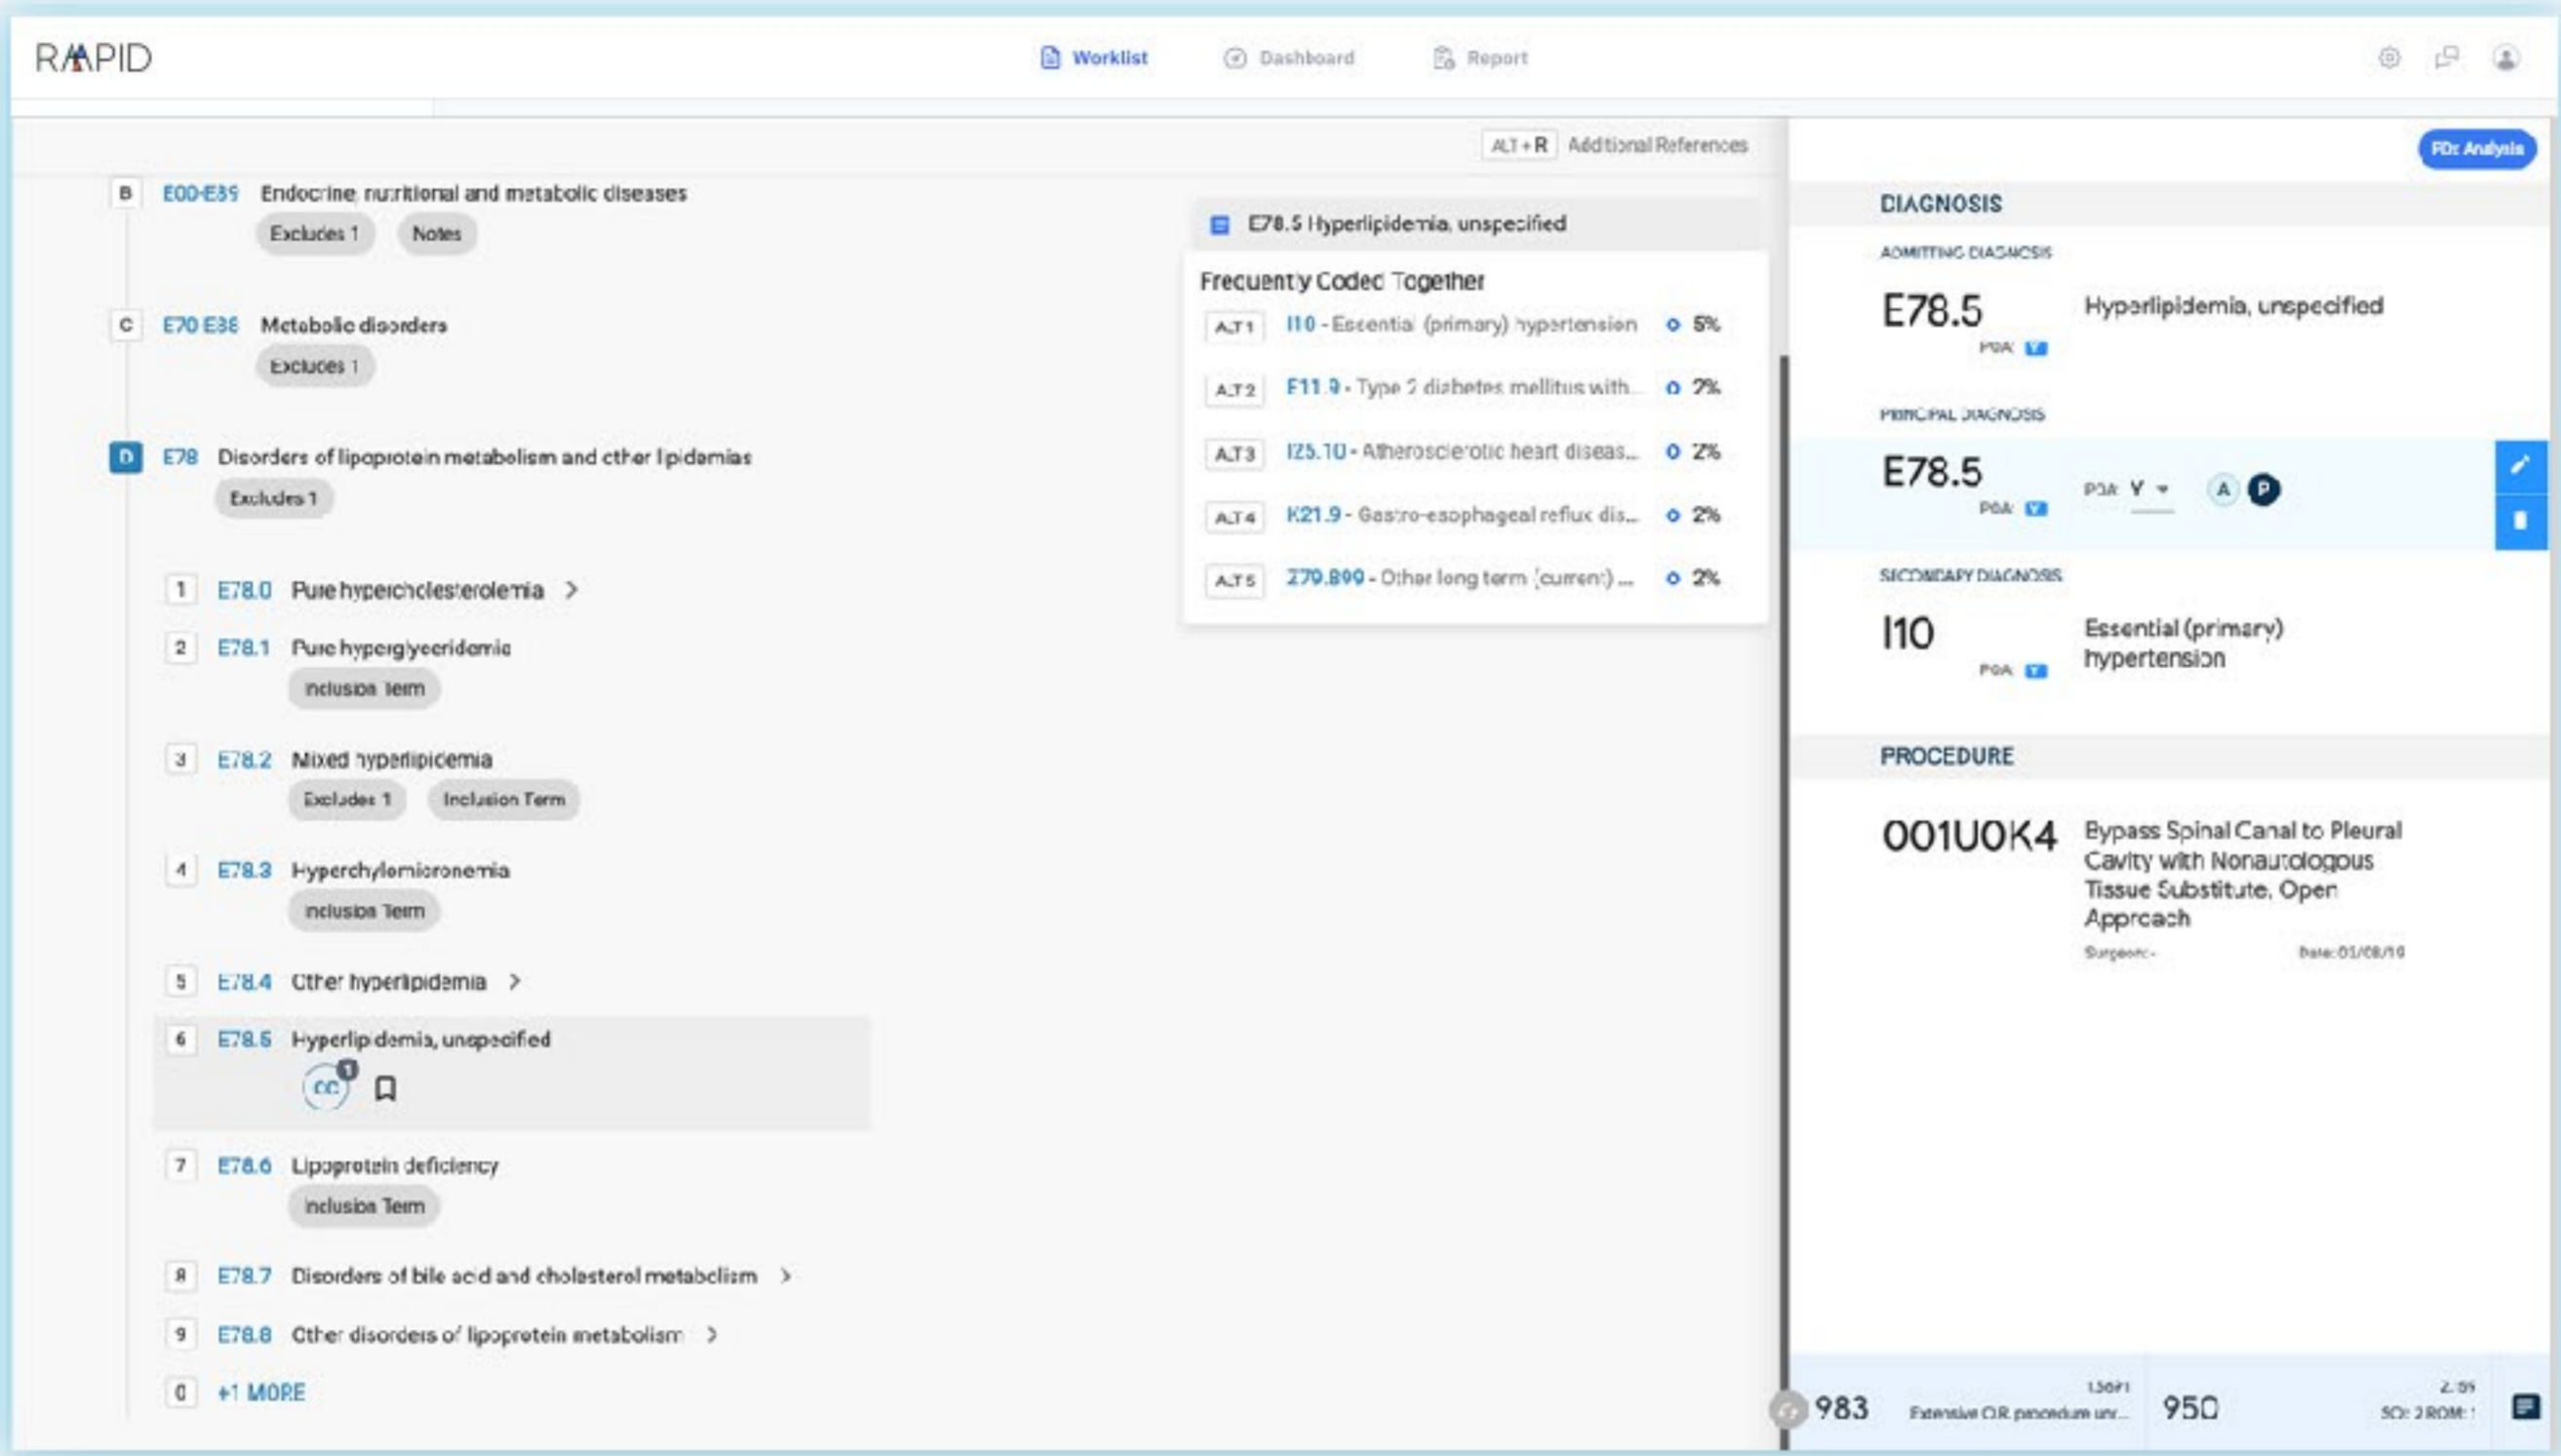 RAAPID
Worklist
Dashboard
Report
ALT + R Additional References
B E00-E89 Endocrine, nutritional and metabolic diseases
Excludes 1 Notes
C E70-E88 Metabolic disorders
Excludes 1
D E78 Disorders of lipoprotein metabolism and other lipidemias
Excludes 1
1 E78.0 Pure hypercholesterolemia
2 E78.1 Pure hyperglyceridemia
Inclusion Term
3 E78.2 Mixed hyperlipidemia
Excludes 1 Inclusion Term
4 E78.3 Hyperchylomicronemia
Inclusion Term
5 E78.4 Other hyperlipidemia
6 E78.5 Hyperlipidemia, unspecified
CC 1
7 E78.6 Lipoprotein deficiency
Inclusion Term
8 E78.7 Disorders of bile acid and cholesterol metabolism
9 E78.8 Other disorders of lipoprotein metabolism
0 +1 MORE
E78.5 Hyperlipidemia, unspecified
Frequently Coded Together
ALT 1 I10 - Essential (primary) hypertension 5%
ALT 2 E11.9 - Type 2 diabetes mellitus with... 2%
ALT 3 I25.10 - Atherosclerotic heart diseas... 2%
ALT 4 K21.9 - Gastro-esophageal reflux dis... 2%
ALT 5 Z79.899 - Other long term (current) ... 2%
PDx Analysis
DIAGNOSIS
ADMITTING DIAGNOSIS
E78.5 Hyperlipidemia, unspecified
POA: Y
PRINCIPAL DIAGNOSIS
E78.5 POA: Y A P
POA: Y
SECONDARY DIAGNOSIS
I10 Essential (primary)
hypertension
POA: Y
PROCEDURE
001U0K4 Bypass Spinal Canal to Pleural
Cavity with Nonautologous
Tissue Substitute, Open
Approach
Surgeon: - Date:
983 Extensive O.R. procedure unr...
950 SOI: 2 ROM: 1